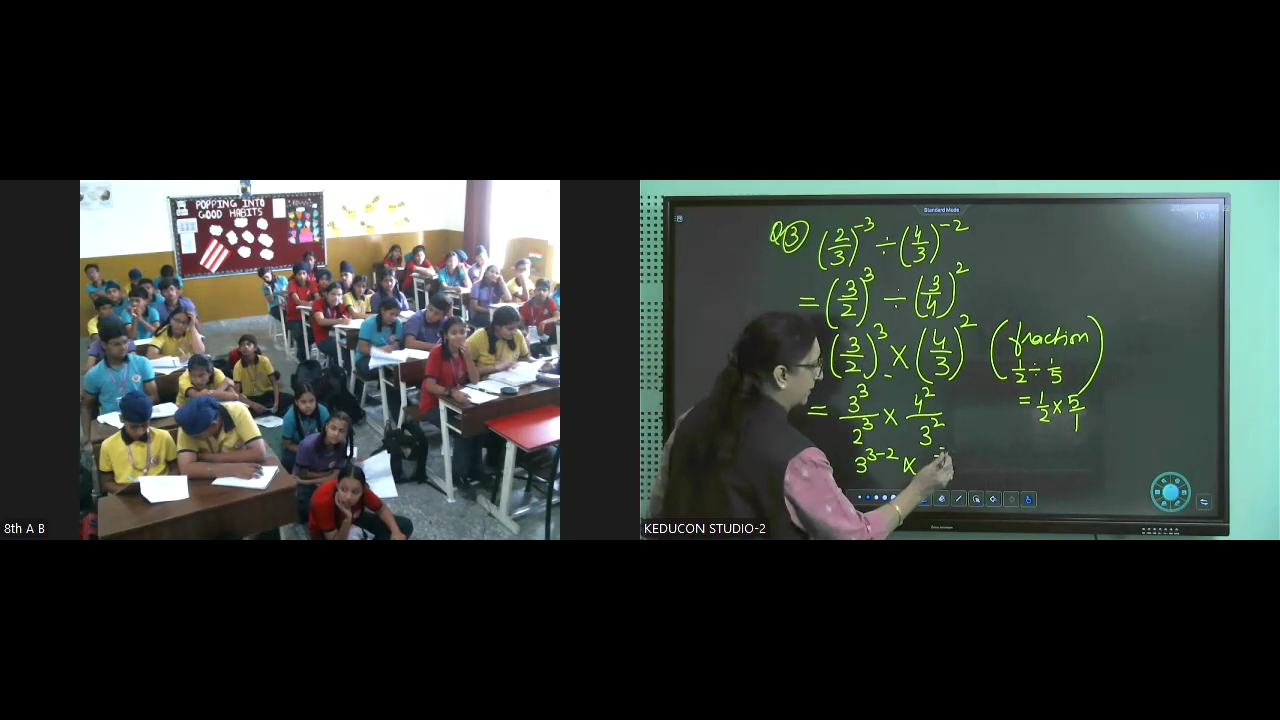 POPPING INTO
GOOD HABITS
8th A B
Standard Mode
Q(3) (2/3)^-3 ÷ (4/3)^-2
= (3/2)^3 ÷ (3/4)^2
(3/2)^3 × (4/3)^2
= 3^3/2^3 × 4^2/3^2
3^3-2 ×
(fraction
1/2 ÷ 1/5)
= 1/2 × 5/1
KEDUCON STUDIO-2